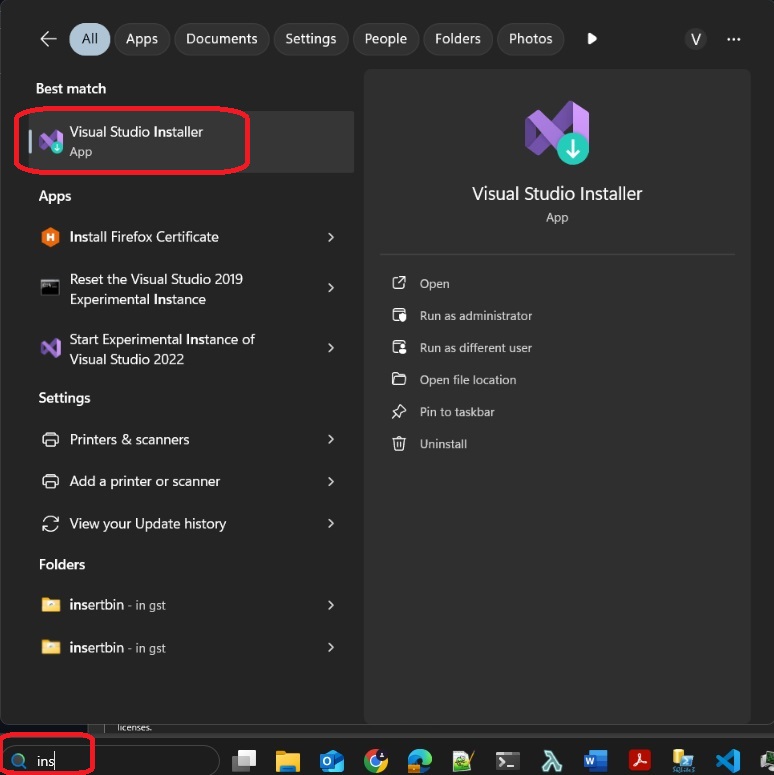 All Apps Documents Settings People Folders Photos V
Best match
Visual Studio Installer
App
Apps
Install Firefox Certificate
Reset the Visual Studio 2019
Experimental Instance
Start Experimental Instance of
Visual Studio 2022
Settings
Printers & scanners
Add a printer or scanner
View your Update history
Folders
insertbin - in gst
insertbin - in gst
Visual Studio Installer
App
Open
Run as administrator
Run as different user
Open file location
Pin to taskbar
Uninstall
licenses.
ins